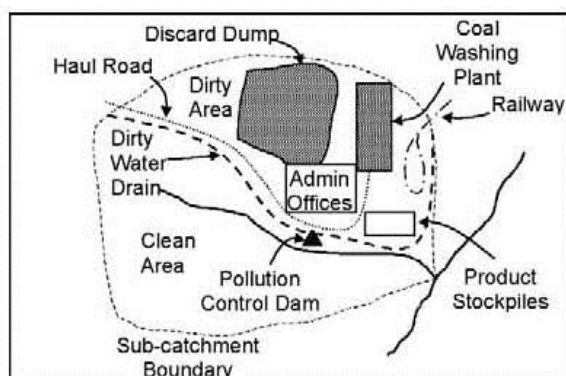 Discard Dump
Coal
Washing
Plant
Haul Road
Dirty
Area
Railway
Dirty
Water
Drain
Admin
Offices
Clean
Area
Pollution
Control Dam
Product
Stockpiles
Sub-catchment
Boundary